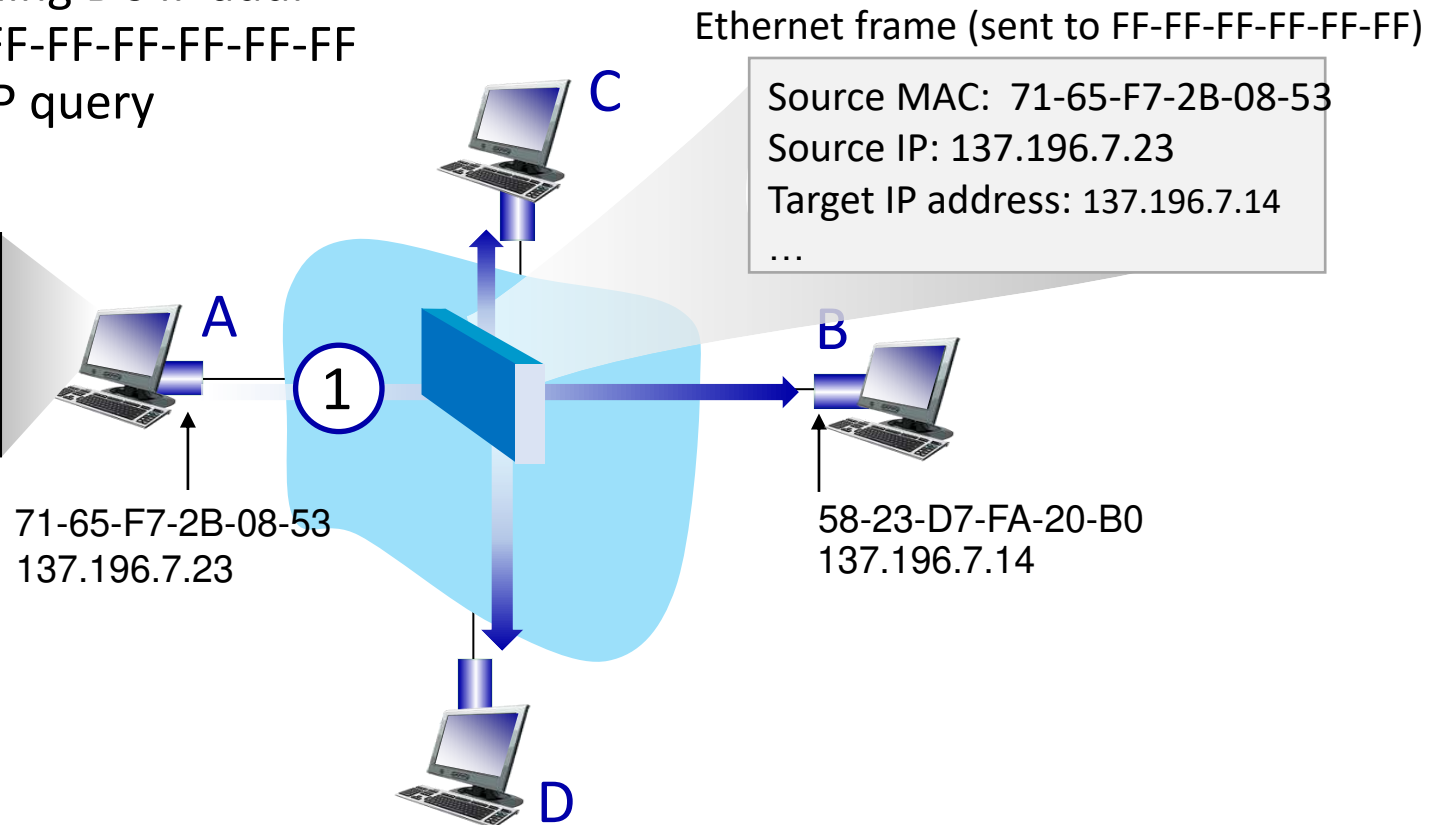 FF-FF-FF-FF-FF-FF
query
Ethernet frame (sent to FF-FF-FF-FF-FF-FF)
Source MAC: 71-65-F7-2B-08-53
Source IP: 137.196.7.23
Target IP address: 137.196.7.14
…
C
A
B
1
71-65-F7-2B-08-53
137.196.7.23
58-23-D7-FA-20-B0
137.196.7.14
D